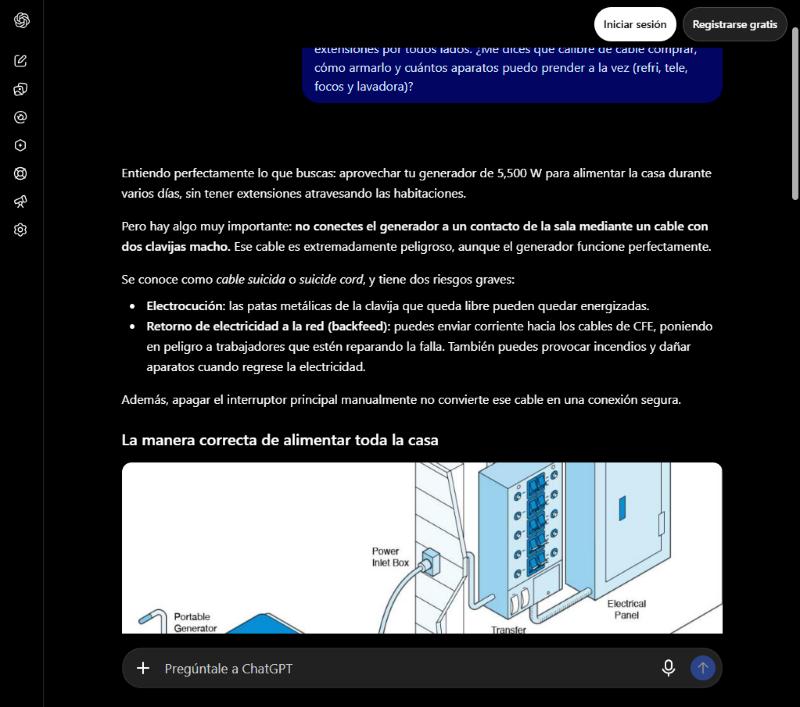 Iniciar sesión
Registrarse gratis
extensiones por todos lados. ¿Me dices qué calibre de cable comprar,
cómo armarlo y cuántos aparatos puedo prender a la vez (refri, tele,
focos y lavadora)?
Entiendo perfectamente lo que buscas: aprovechar tu generador de 5,500 W para alimentar la casa durante
varios días, sin tener extensiones atravesando las habitaciones.
Pero hay algo muy importante: no conectes el generador a un contacto de la sala mediante un cable con
dos clavijas macho. Ese cable es extremadamente peligroso, aunque el generador funcione perfectamente.
Se conoce como cable suicida o suicide cord, y tiene dos riesgos graves:
• Electrocución: las patas metálicas de la clavija que queda libre pueden quedar energizadas.
• Retorno de electricidad a la red (backfeed): puedes enviar corriente hacia los cables de CFE, poniendo
en peligro a trabajadores que estén reparando la falla. También puedes provocar incendios y dañar
aparatos cuando regrese la electricidad.
Además, apagar el interruptor principal manualmente no convierte ese cable en una conexión segura.
La manera correcta de alimentar toda la casa
Power
Inlet Box
Portable
Generator
Electrical
Panel
Transfer
Pregúntale a ChatGPT